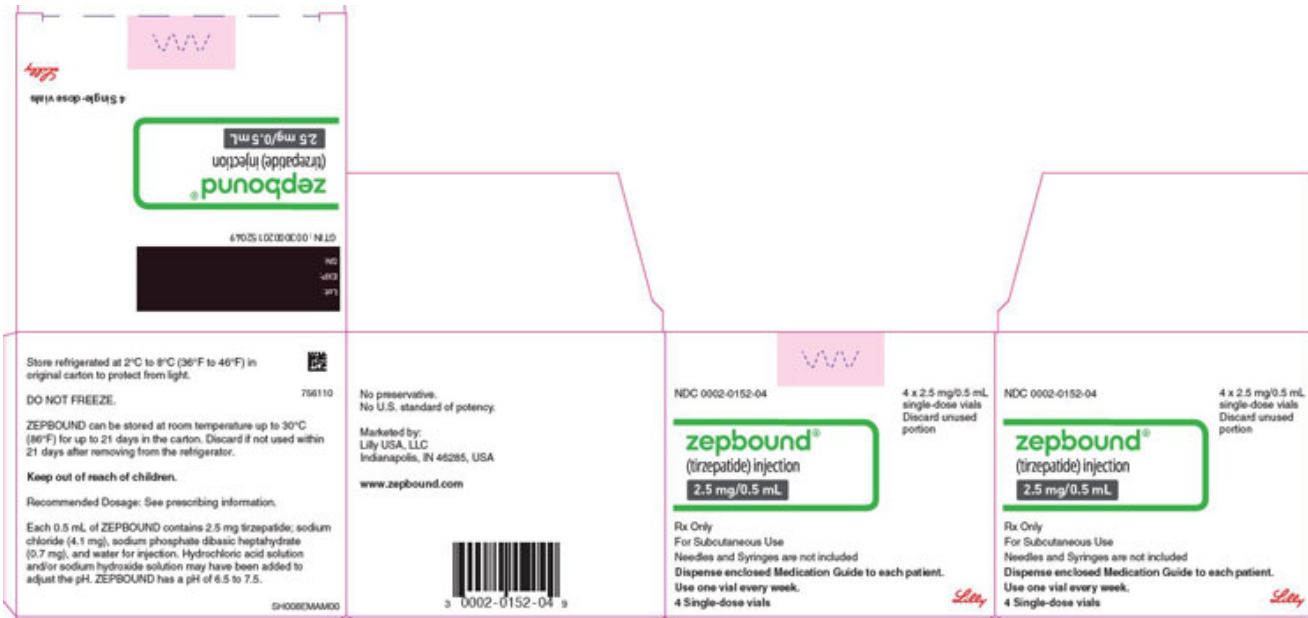 Lilly
4 Single-dose vials
2.5 mg/0.5 mL
(tirzepatide) injection
zepbound®
GTIN: 00300020152049
SN:
EXP:
Lot:
Store refrigerated at 2°C to 8°C (36°F to 46°F) in
original carton to protect from light.
756110
DO NOT FREEZE.
ZEPBOUND can be stored at room temperature up to 30°C
(86°F) for up to 21 days in the carton. Discard if not used within
21 days after removing from the refrigerator.
Keep out of reach of children.
Recommended Dosage: See prescribing information.
Each 0.5 mL of ZEPBOUND contains 2.5 mg tirzepatide; sodium
chloride (4.1 mg), sodium phosphate dibasic heptahydrate
(0.7 mg), and water for injection. Hydrochloric acid solution
and/or sodium hydroxide solution may have been added to
adjust the pH. ZEPBOUND has a pH of 6.5 to 7.5.
SH008EMAM00
No preservative.
No U.S. standard of potency.
Marketed by:
Lilly USA, LLC
Indianapolis, IN 46285, USA
www.zepbound.com
3 0002-0152-04 9
NDC 0002-0152-04
4 x 2.5 mg/0.5 mL
single-dose vials
Discard unused
portion
zepbound®
(tirzepatide) injection
2.5 mg/0.5 mL
Rx Only
For Subcutaneous Use
Needles and Syringes are not included
Dispense enclosed Medication Guide to each patient.
Use one vial every week.
4 Single-dose vials
Lilly
NDC 0002-0152-04
4 x 2.5 mg/0.5 mL
single-dose vials
Discard unused
portion
zepbound®
(tirzepatide) injection
2.5 mg/0.5 mL
Rx Only
For Subcutaneous Use
Needles and Syringes are not included
Dispense enclosed Medication Guide to each patient.
Use one vial every week.
4 Single-dose vials
Lilly